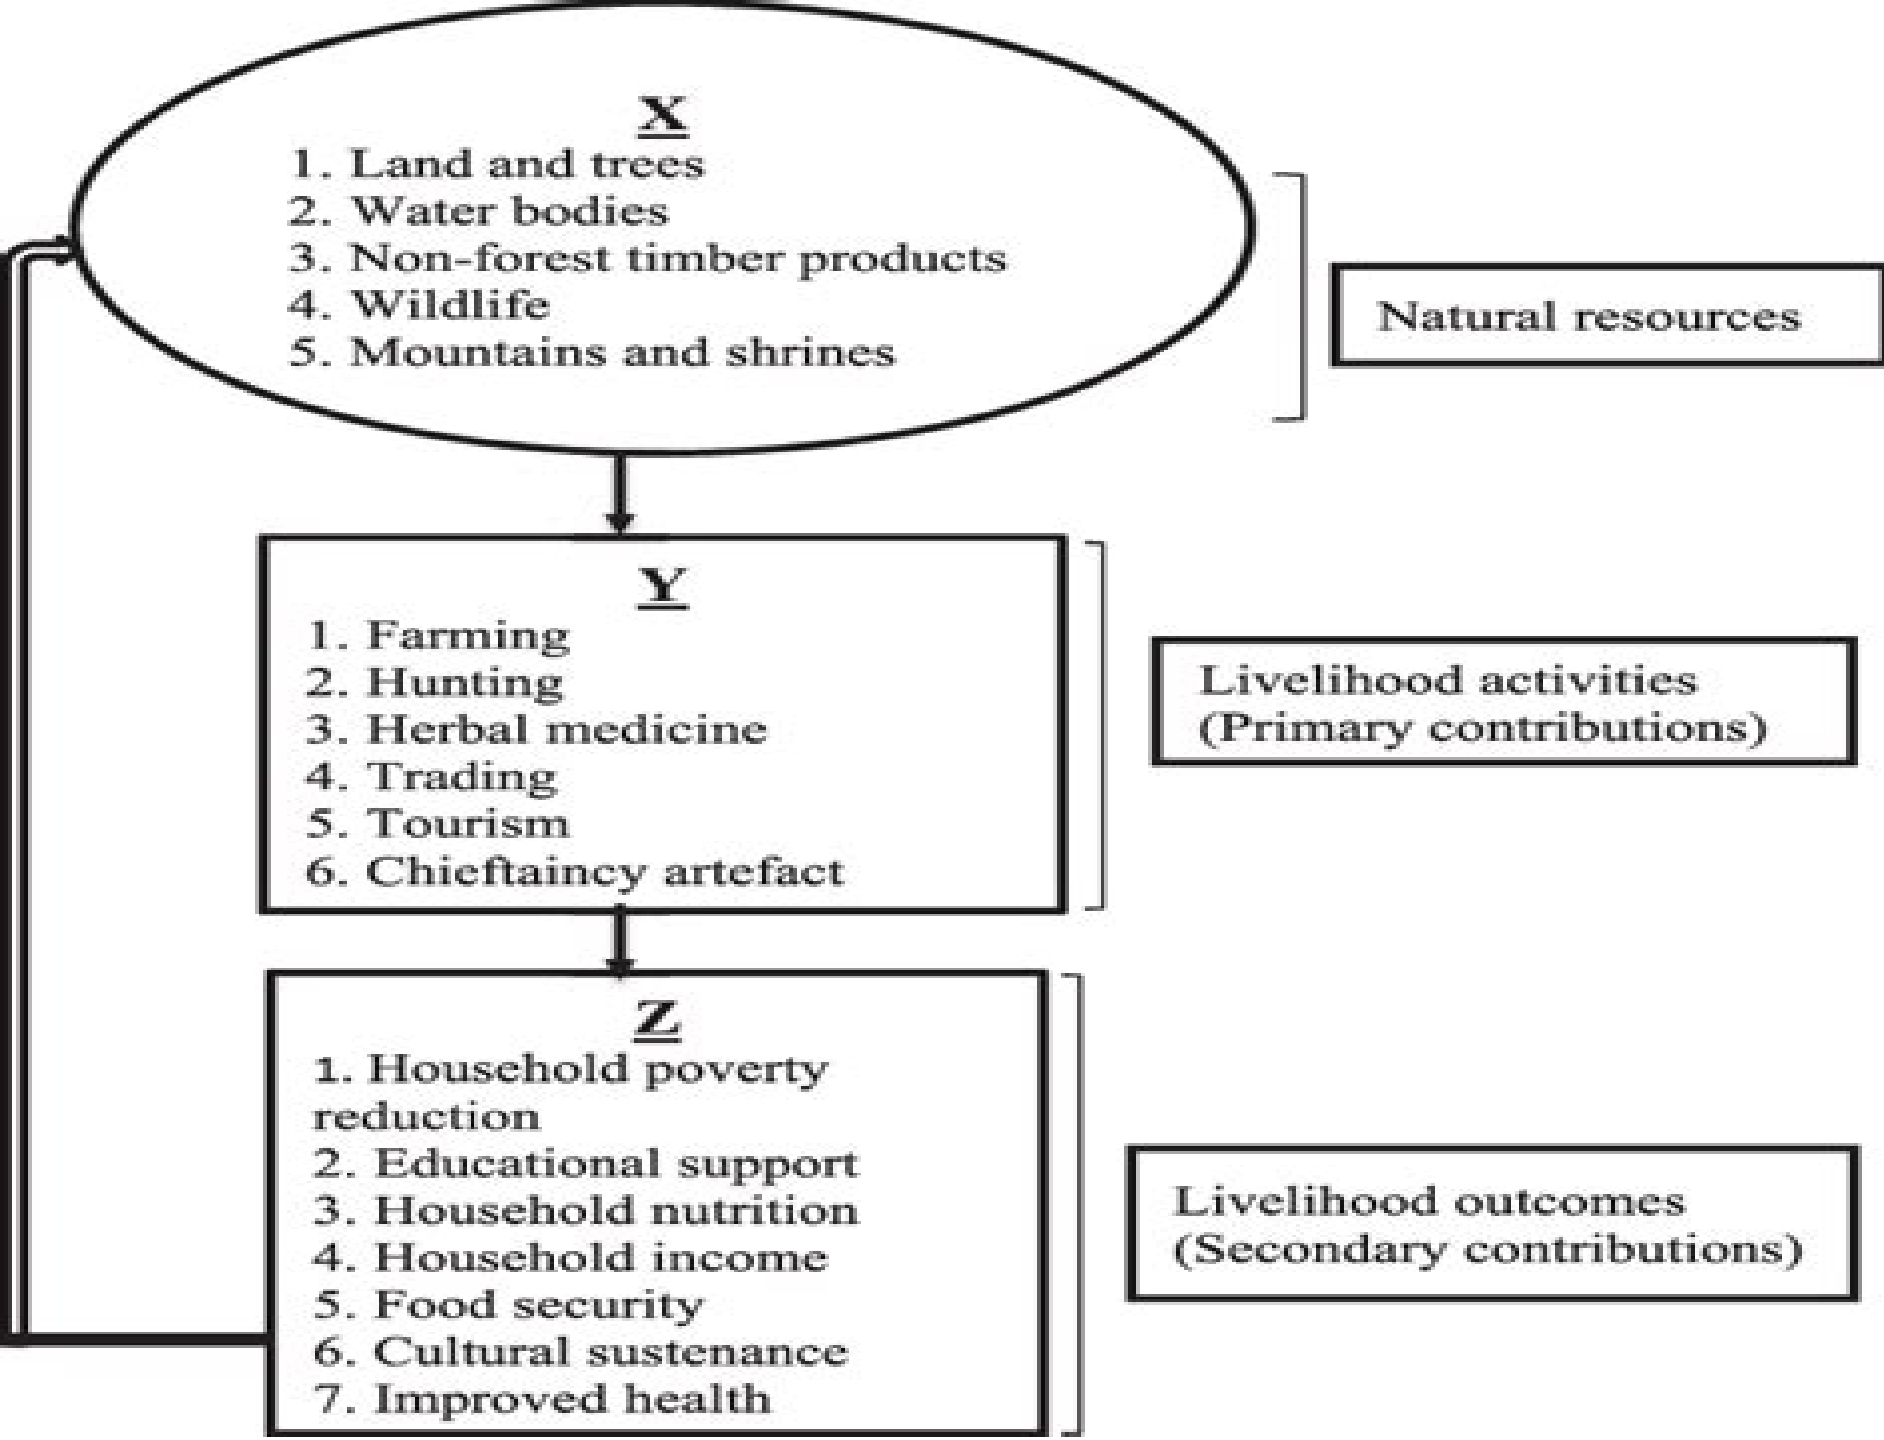 X
1. Land and trees
2. Water bodies
3. Non-forest timber products
4. Wildlife
5. Mountains and shrines
Natural resources
Y
1. Farming
2. Hunting
3. Herbal medicine
4. Trading
5. Tourism
6. Chieftaincy artefact
Livelihood activities
(Primary contributions)
Z
1. Household poverty
reduction
2. Educational support
3. Household nutrition
4. Household income
5. Food security
6. Cultural sustenance
7. Improved health
Livelihood outcomes
(Secondary contributions)